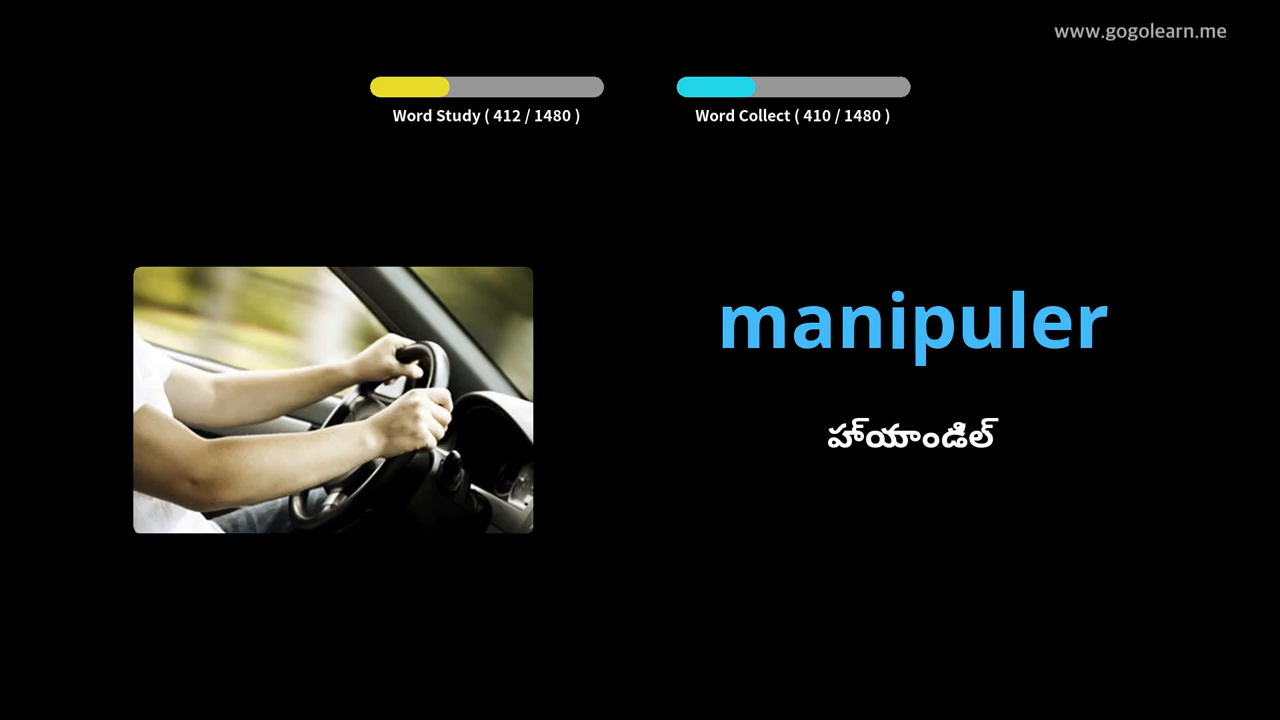 www.gogolearn.me
Word Study ( 412 / 1480 )
Word Collect ( 410 / 1480 )
manipuler
హ్యాండిల్